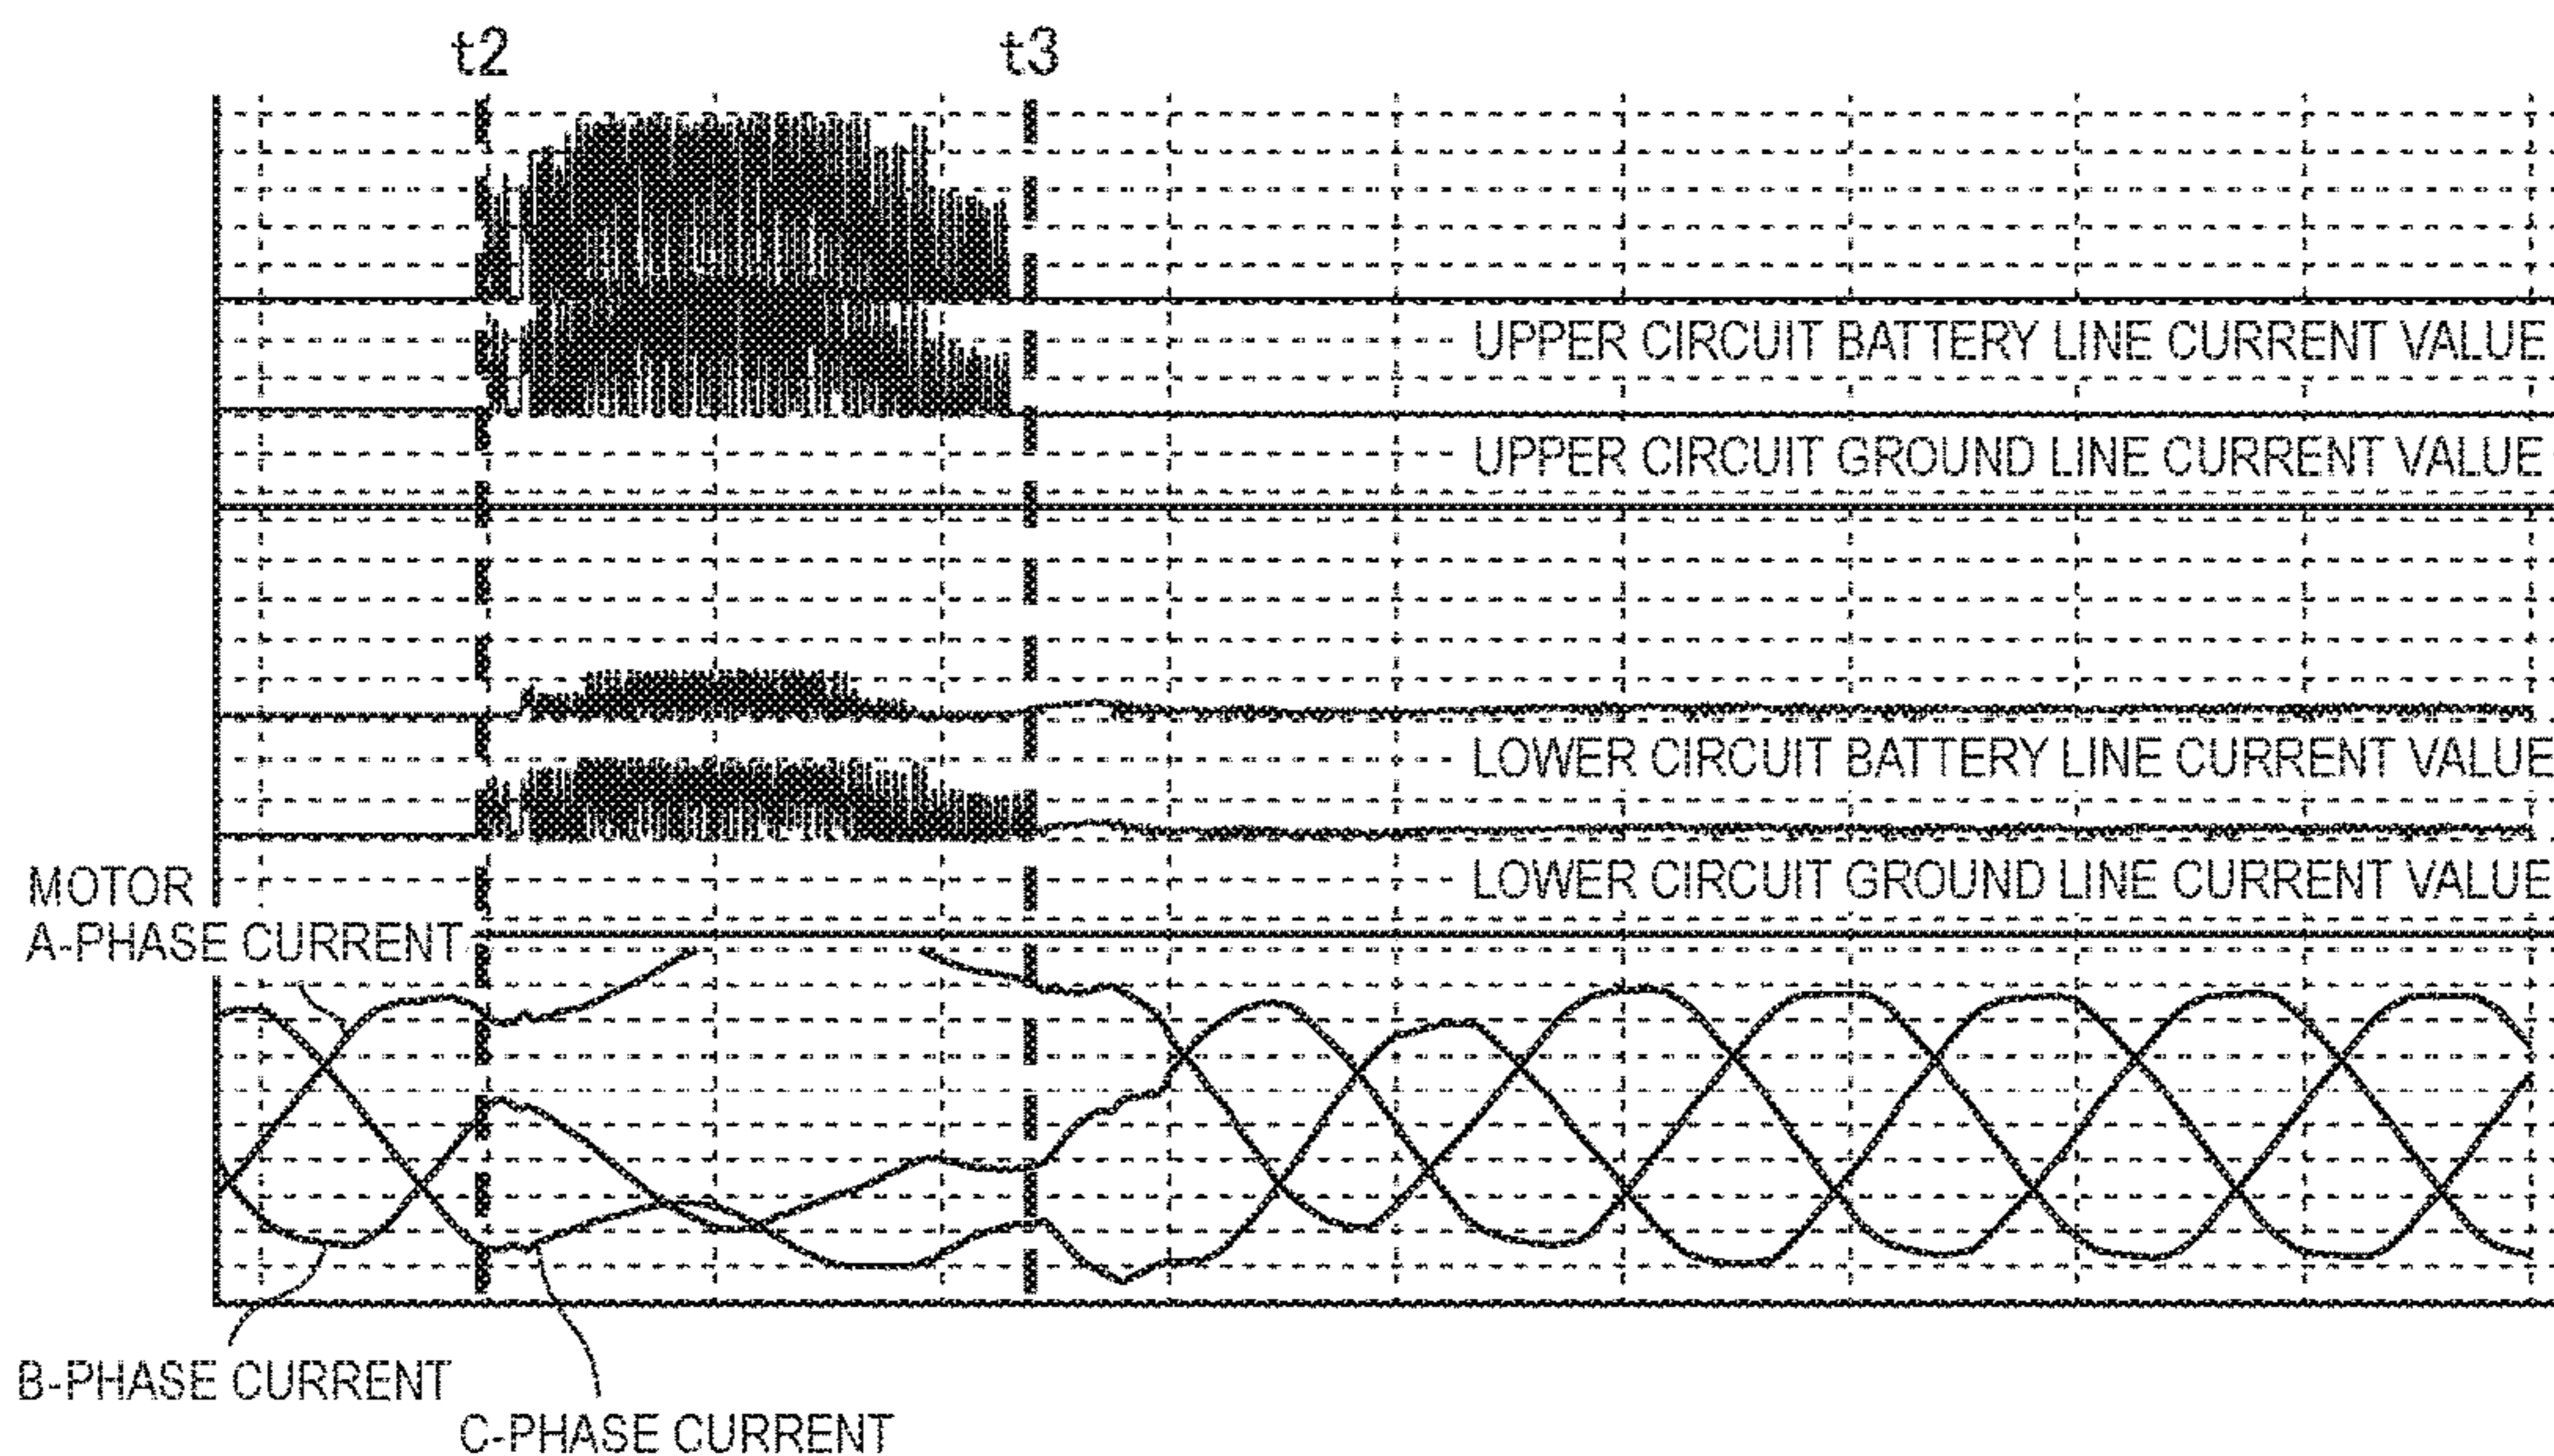 t2
t3
UPPER CIRCUIT BATTERY LINE CURRENT VALUE
UPPER CIRCUIT GROUND LINE CURRENT VALUE
LOWER CIRCUIT BATTERY LINE CURRENT VALUE
LOWER CIRCUIT GROUND LINE CURRENT VALUE
MOTOR
A-PHASE CURRENT
B-PHASE CURRENT
C-PHASE CURRENT